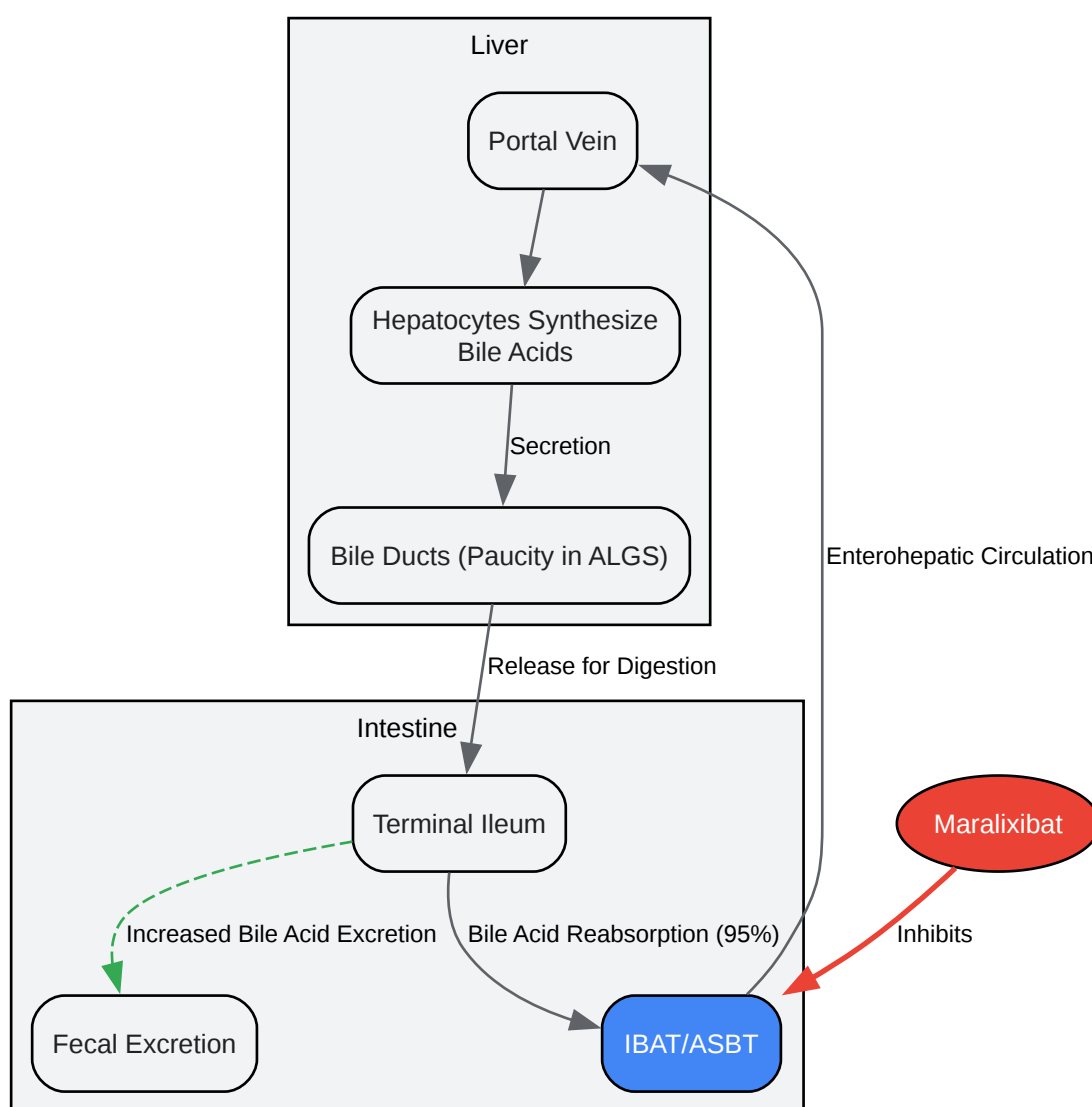 Liver
Portal Vein
Hepatocytes Synthesize
Bile Acids
Secretion
Bile Ducts (Paucity in ALGS)
Enterohepatic Circulation
Release for Digestion
Intestine
Terminal Ileum
Maralixibat
Increased Bile Acid Excretion
Bile Acid Reabsorption (95%)
Inhibits
Fecal Excretion
IBAT/ASBT